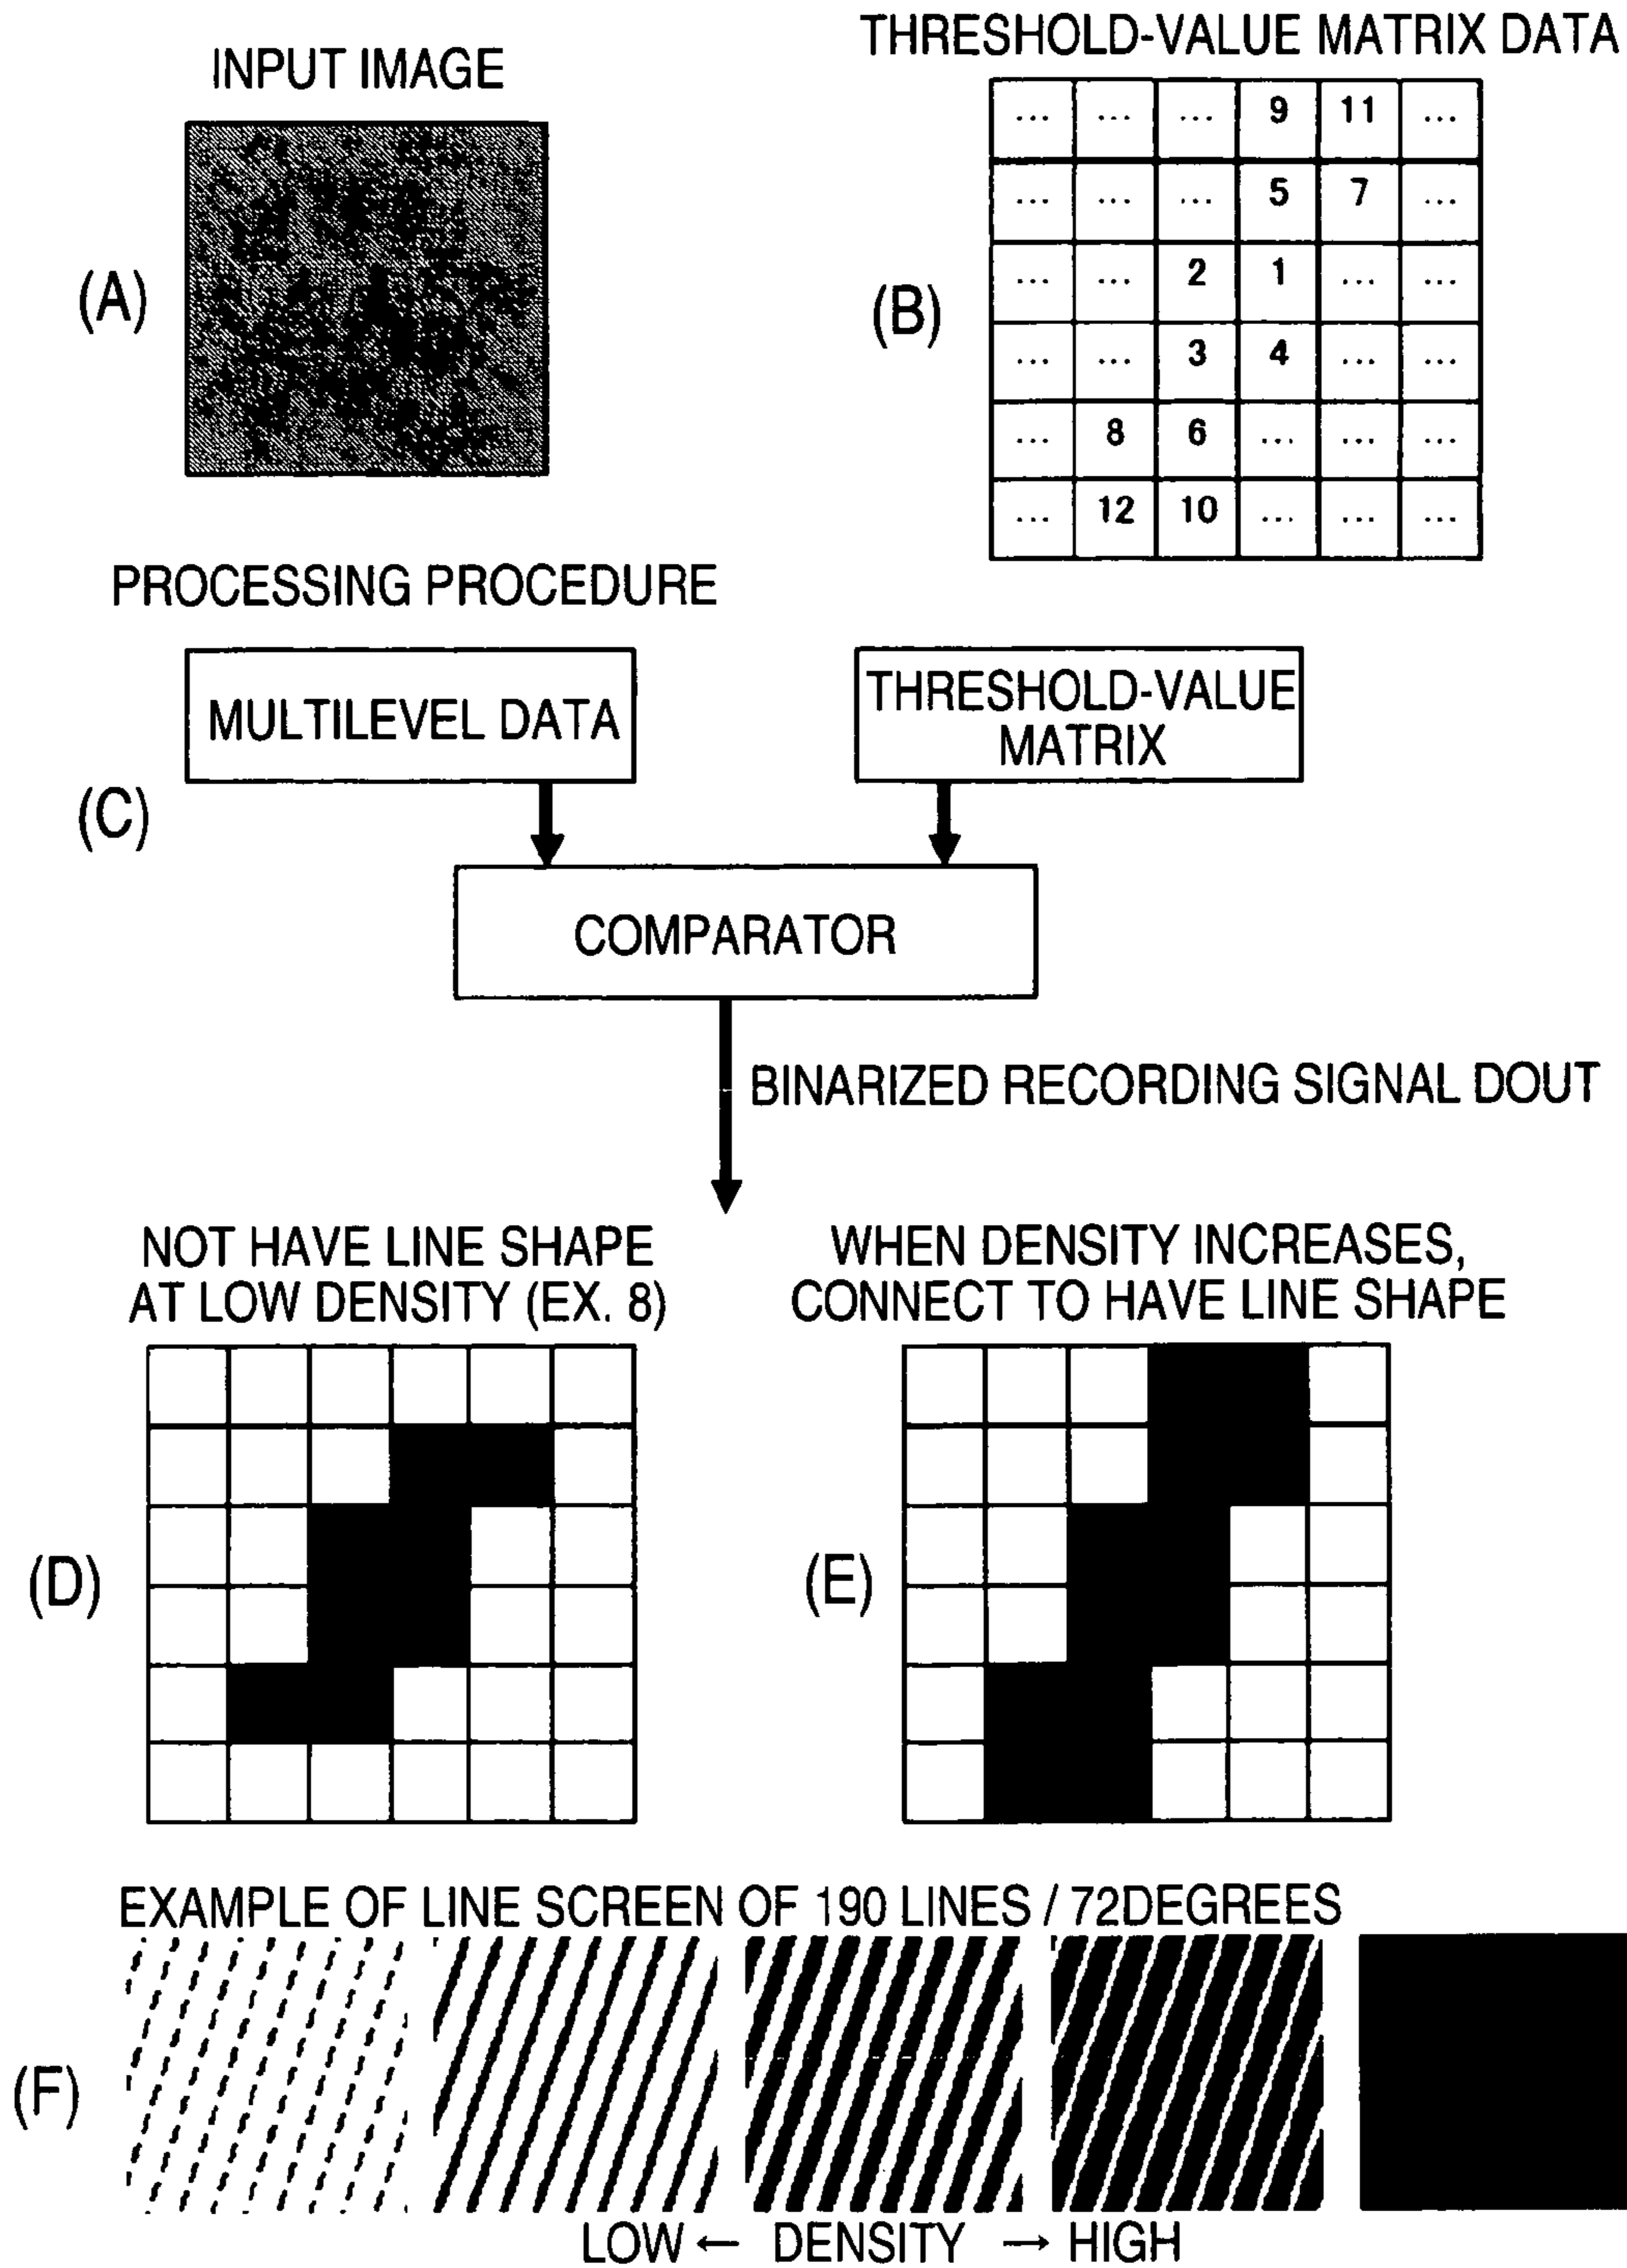 INPUT IMAGE
THRESHOLD-VALUE MATRIX DATA
(A)
(B)
... ... ... 9 11 ...
... ... ... 5 7 ...
... ... 2 1 ... ...
... ... 3 4 ... ...
... 8 6 ... ... ...
... 12 10 ... ... ...
PROCESSING PROCEDURE
(C)
MULTILEVEL DATA
THRESHOLD-VALUE
MATRIX
COMPARATOR
BINARIZED RECORDING SIGNAL DOUT
NOT HAVE LINE SHAPE
AT LOW DENSITY (EX. 8)
WHEN DENSITY INCREASES,
CONNECT TO HAVE LINE SHAPE
(D)
(E)
EXAMPLE OF LINE SCREEN OF 190 LINES / 72DEGREES
(F)
LOW ← DENSITY → HIGH